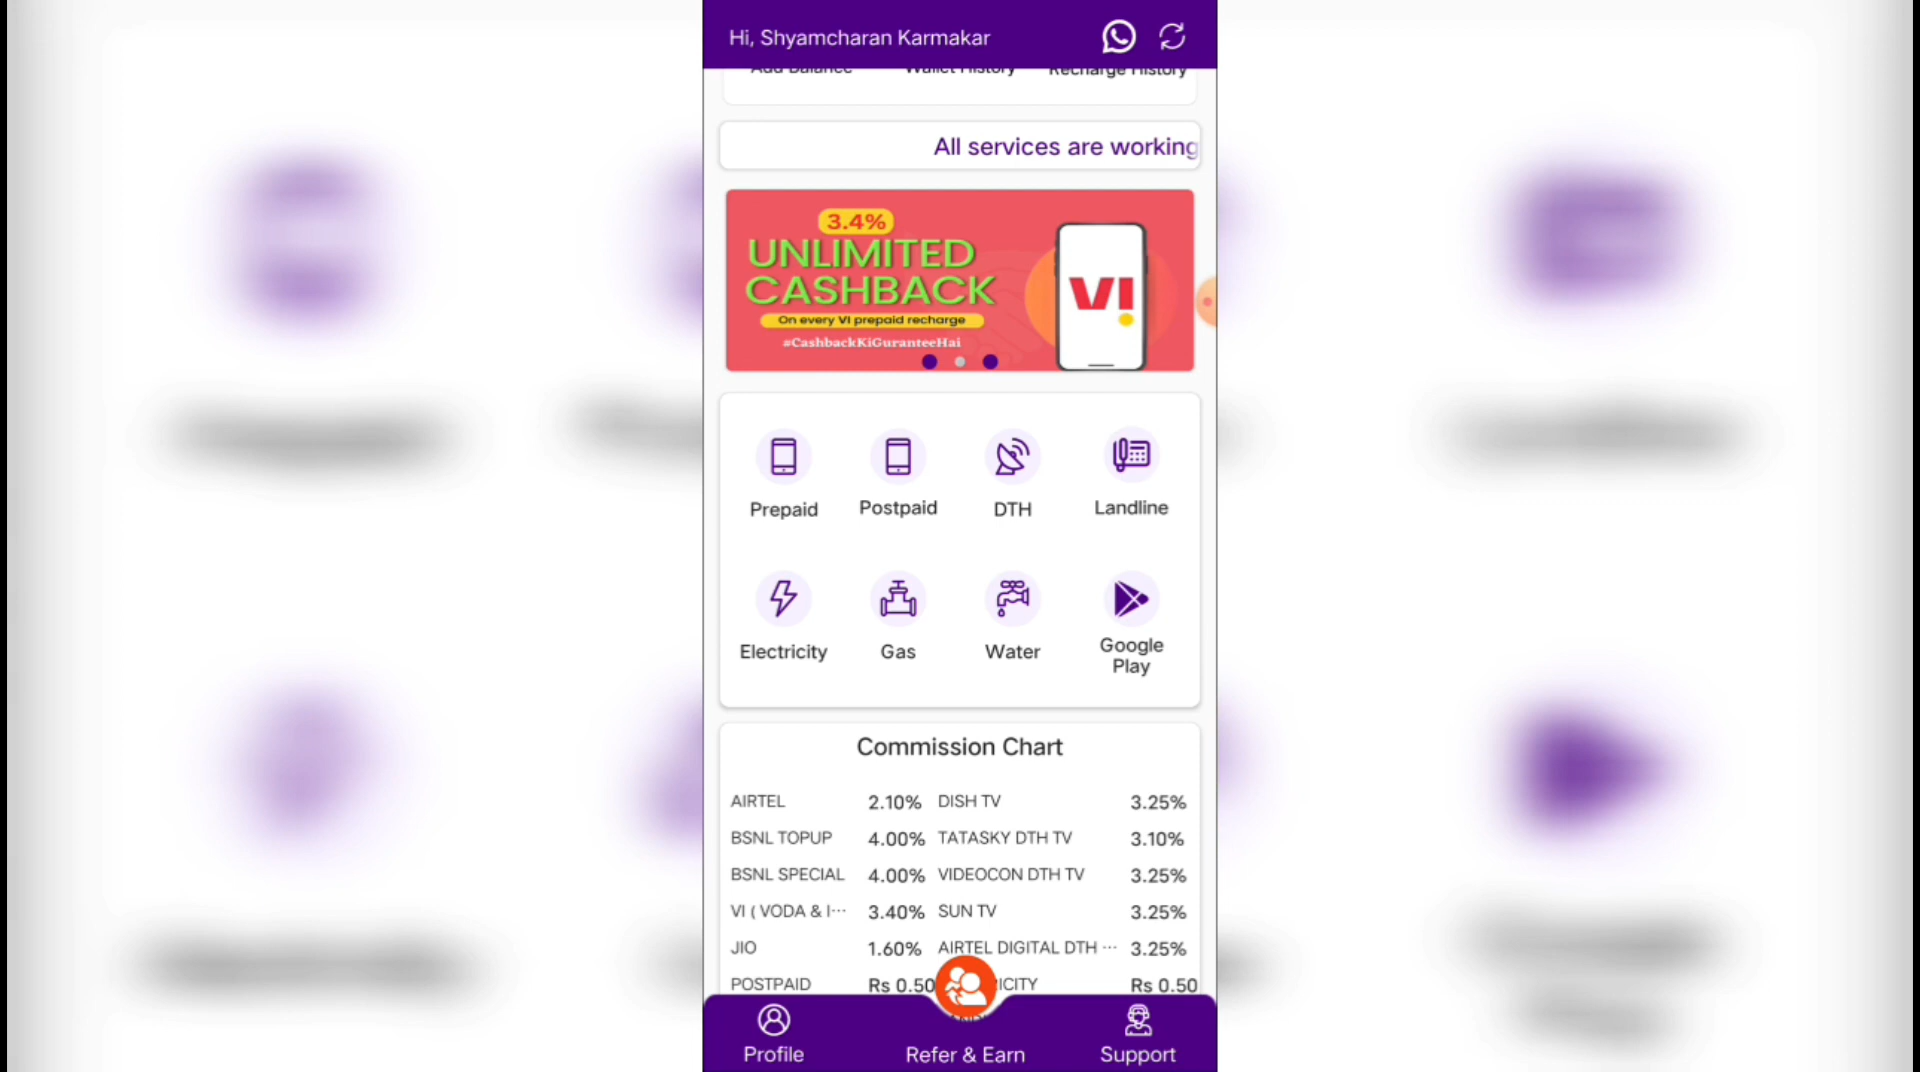 Hi, Shyamcharan Karmakar
Add Balance Wallet History Recharge History
All services are working
3.4%
UNLIMITED
CASHBACK
On every VI prepaid recharge
#CashbackKiGuranteeHai
VI
Prepaid Postpaid DTH Landline
Electricity Gas Water Google Play
Commission Chart
AIRTEL 2.10% DISH TV 3.25%
BSNL TOPUP 4.00% TATASKY DTH TV 3.10%
BSNL SPECIAL 4.00% VIDEOCON DTH TV 3.25%
VI ( VODA & I··· 3.40% SUN TV 3.25%
JIO 1.60% AIRTEL DIGITAL DTH ··· 3.25%
POSTPAID Rs 0.50 ICITY Rs 0.50
Profile Refer & Earn Support